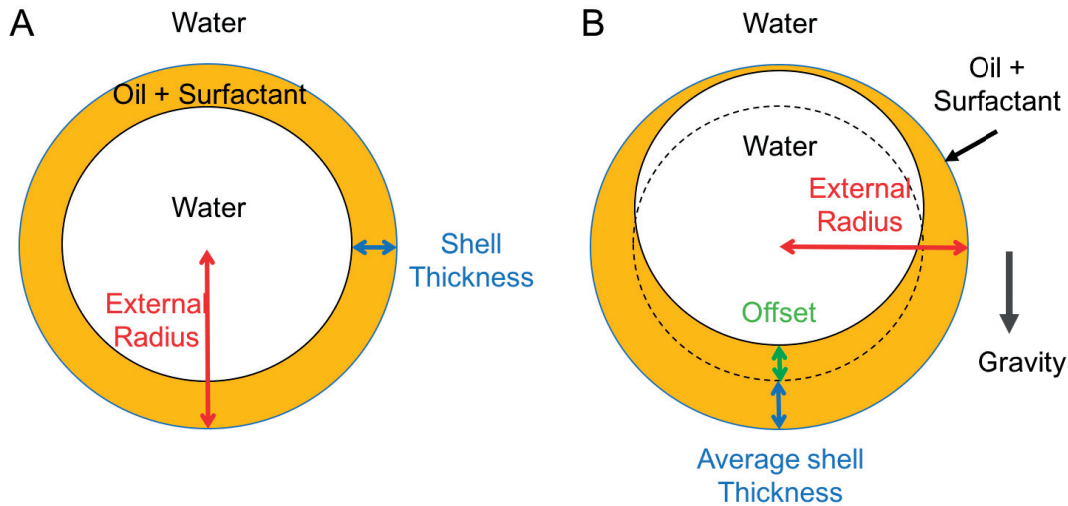 A
Water
Oil + Surfactant
Water
External
Radius
Shell
Thickness
B
Water
Oil +
Surfactant
Water
External
Radius
Offset
Gravity
Average shell
Thickness